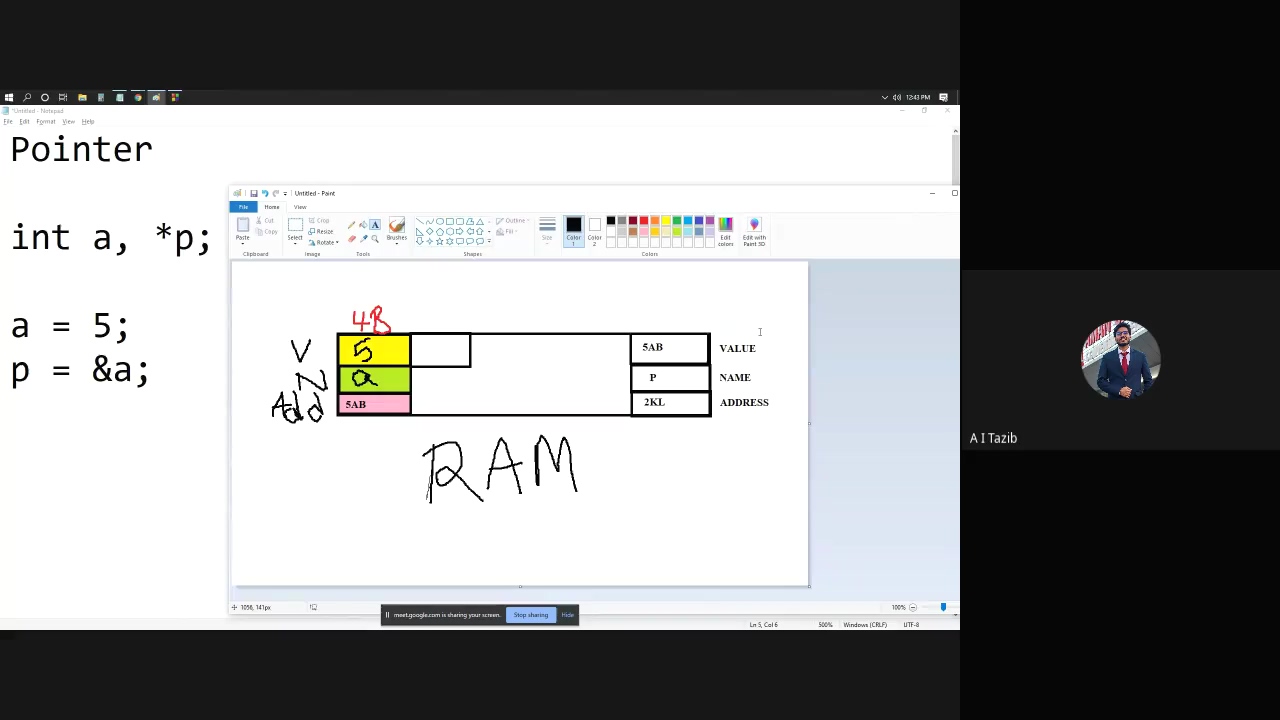 12:43 PM
*Untitled - Notepad
File Edit Format View Help
Pointer
int a, *p;
a = 5;
p = &a;
Untitled - Paint
File Home View
Paste
Cut
Copy
Clipboard
Select
Crop
Resize
Rotate
Image
Tools
Brushes
Shapes
Outline
Fill
Size
Color 1
Color 2
Colors
Edit colors
Edit with Paint 3D
4B
V 5 5AB VALUE
N a P NAME
Add 5AB 2KL ADDRESS
RAM
1056, 141px
100%
meet.google.com is sharing your screen. Stop sharing Hide
Ln 5, Col 6 500% Windows (CRLF) UTF-8
A I Tazib